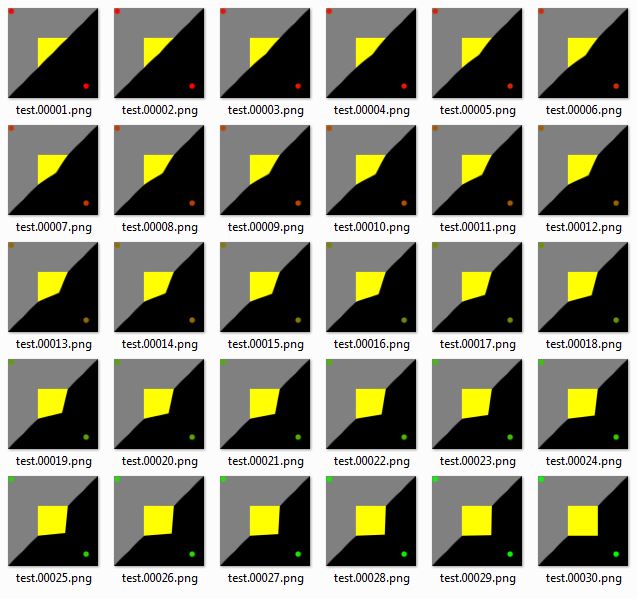 test.00001.png test.00002.png test.00003.png test.00004.png test.00005.png test.00006.png
test.00007.png test.00008.png test.00009.png test.00010.png test.00011.png test.00012.png
test.00013.png test.00014.png test.00015.png test.00016.png test.00017.png test.00018.png
test.00019.png test.00020.png test.00021.png test.00022.png test.00023.png test.00024.png
test.00025.png test.00026.png test.00027.png test.00028.png test.00029.png test.00030.png